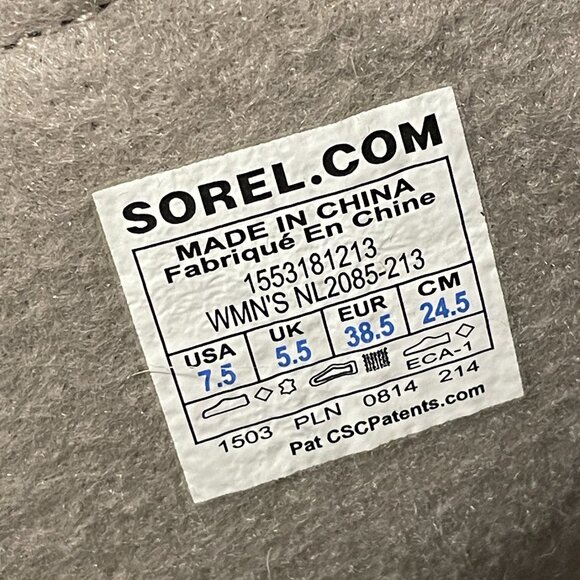 SOREL.COM
MADE IN CHINA
Fabriqué En Chine
1553181213
WMN'S NL2085-213
USA UK EUR CM
7.5 5.5 38.5 24.5
ECA-1
1503 PLN 0814 214
Pat CSCPatents.com